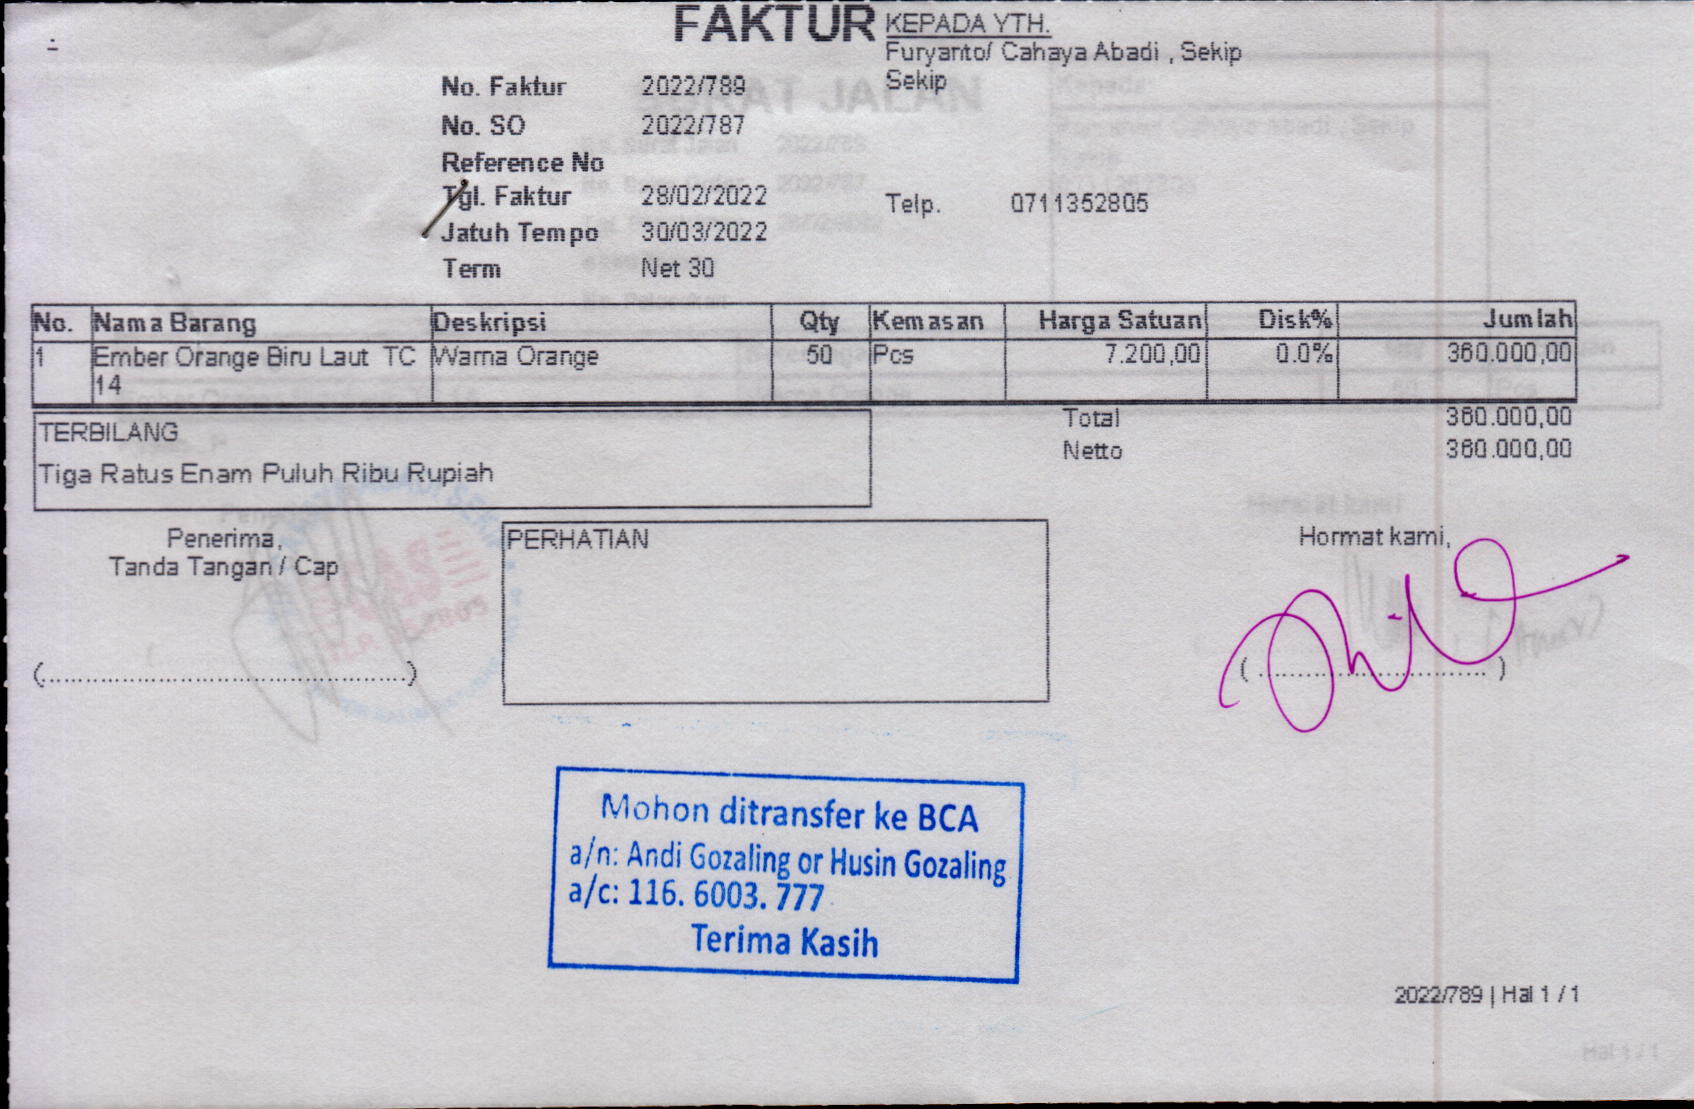 FAKTUR
KEPADA YTH.
Furyanto/ Cahaya Abadi , Sekip
Sekip
No. Faktur 2022/789
No. SO 2022/787
Reference No
Tgl. Faktur 28/02/2022
Telp. 0711352805
Jatuh Tempo 30/03/2022
Term Net 30
No. Nama Barang Deskripsi Qty Kemasan Harga Satuan Disk% Jumlah
1 Ember Orange Biru Laut TC Warna Orange 50 Pcs 7.200,00 0.0% 360.000,00
14
Total 360.000,00
Netto 360.000,00
TERBILANG
Tiga Ratus Enam Puluh Ribu Rupiah
Penerima,
Tanda Tangan / Cap
(..................................................)
PERHATIAN
Hormat kami,
(................................)
Mohon ditransfer ke BCA
a/n: Andi Gozaling or Husin Gozaling
a/c: 116. 6003. 777
Terima Kasih
2022/789 | Hal 1 / 1